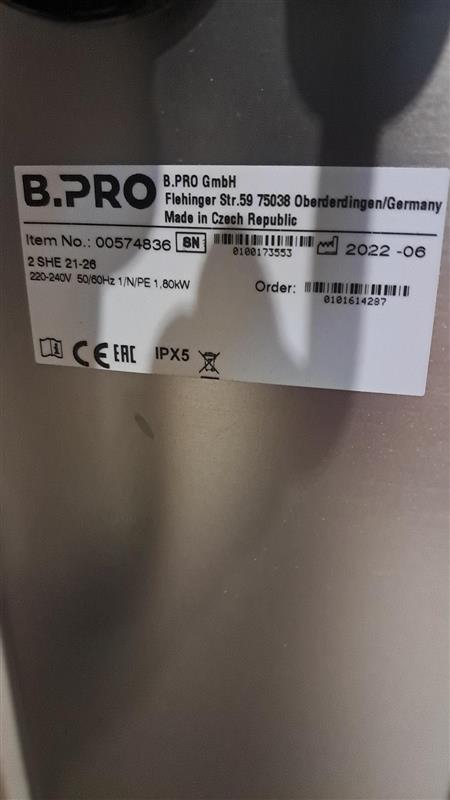 B.PRO
B.PRO GmbH
Flehinger Str.59 75038 Oberderdingen/Germany
Made in Czech Republic
Item No.: 00574836 SN 0100173553 2022 -06
2 SHE 21-26
220-240V 50/60Hz 1/N/PE 1,80kW
Order: 0101614287
i CE EAC IPX5